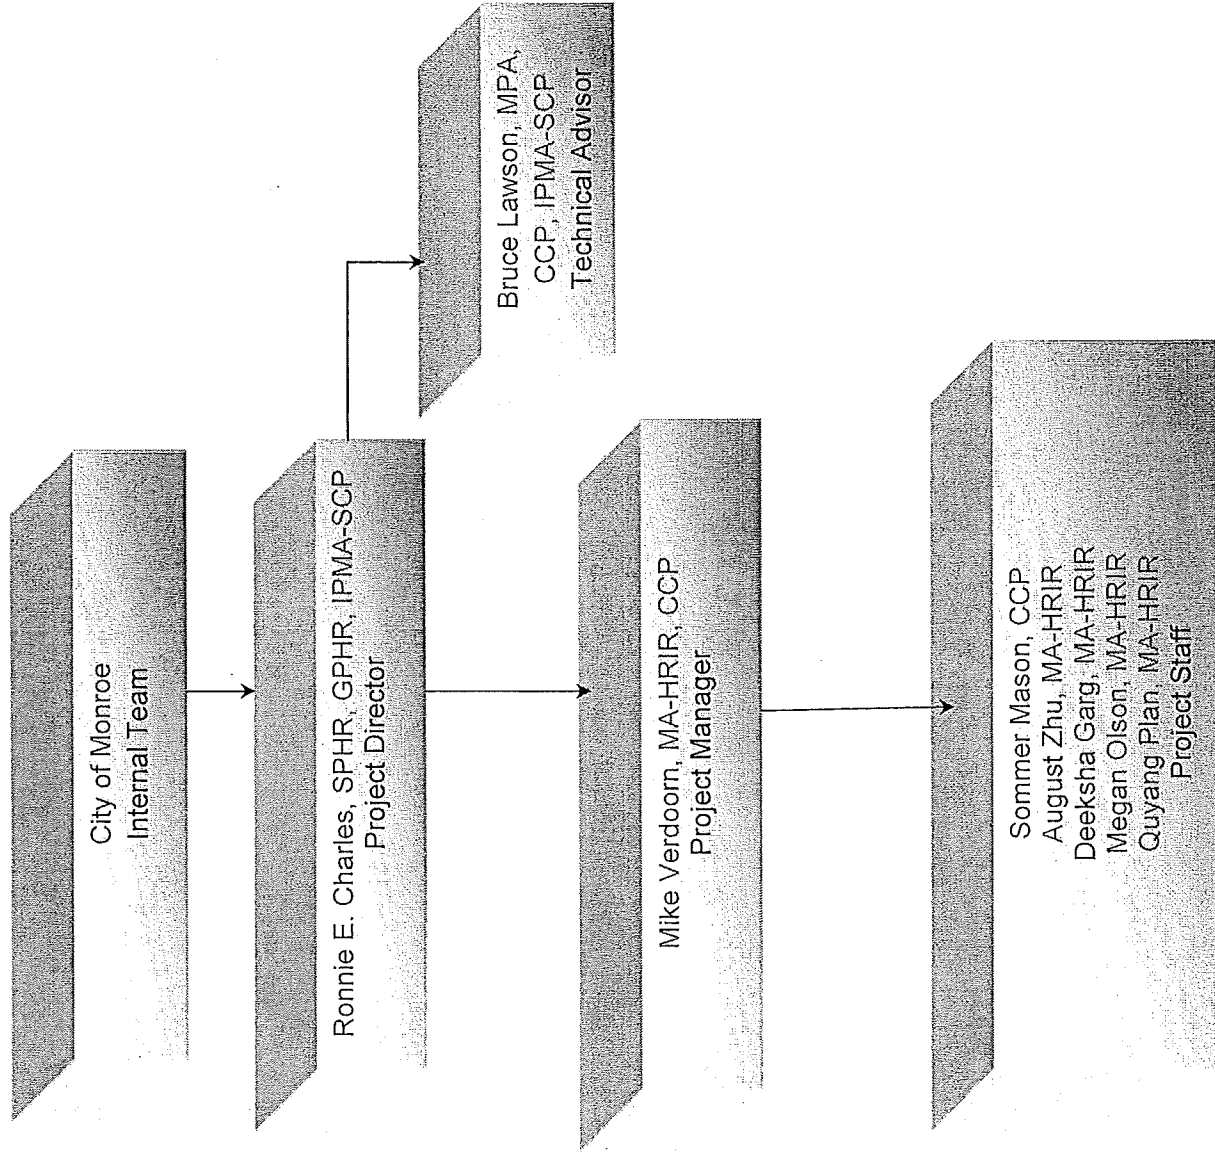 City of Monroe
Internal Team
Ronnie E. Charles, SPHR, GPHR, IPMA-SCP
Project Director
Bruce Lawson, MPA,
CCP, IPMA-SCP
Technical Advisor
Mike Verdoorn, MA-HRIR, CCP
Project Manager
Sommer Mason, CCP
August Zhu, MA-HRIR
Deeksha Garg, MA-HRIR
Megan Olson, MA-HRIR
Quyang Plan, MA-HRIR
Project Staff